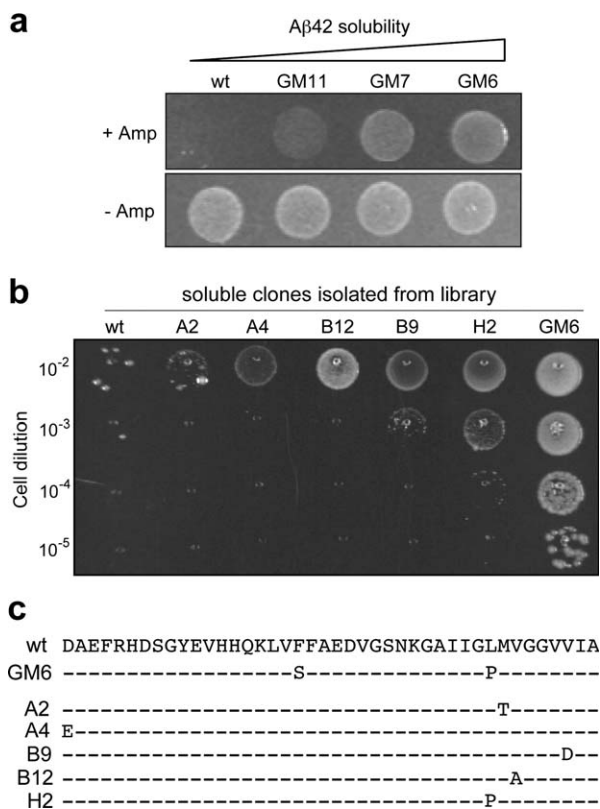 a
Aβ42 solubility
wt GM11 GM7 GM6
+ Amp
- Amp
b
soluble clones isolated from library
wt A2 A4 B12 B9 H2 GM6
Cell dilution
10⁻²
10⁻³
10⁻⁴
10⁻⁵
c
wt DAEFRHDSGYEVHHQKLVFFAEDVGSNKGAIIGLMVGGVVIA
GM6 ------------------S--------------P--------
A2 ----------------------------------T-------
A4 E-----------------------------------------
B9 ---------------------------------------D--
B12 -----------------------------------A------
H2 ---------------------------------P--------